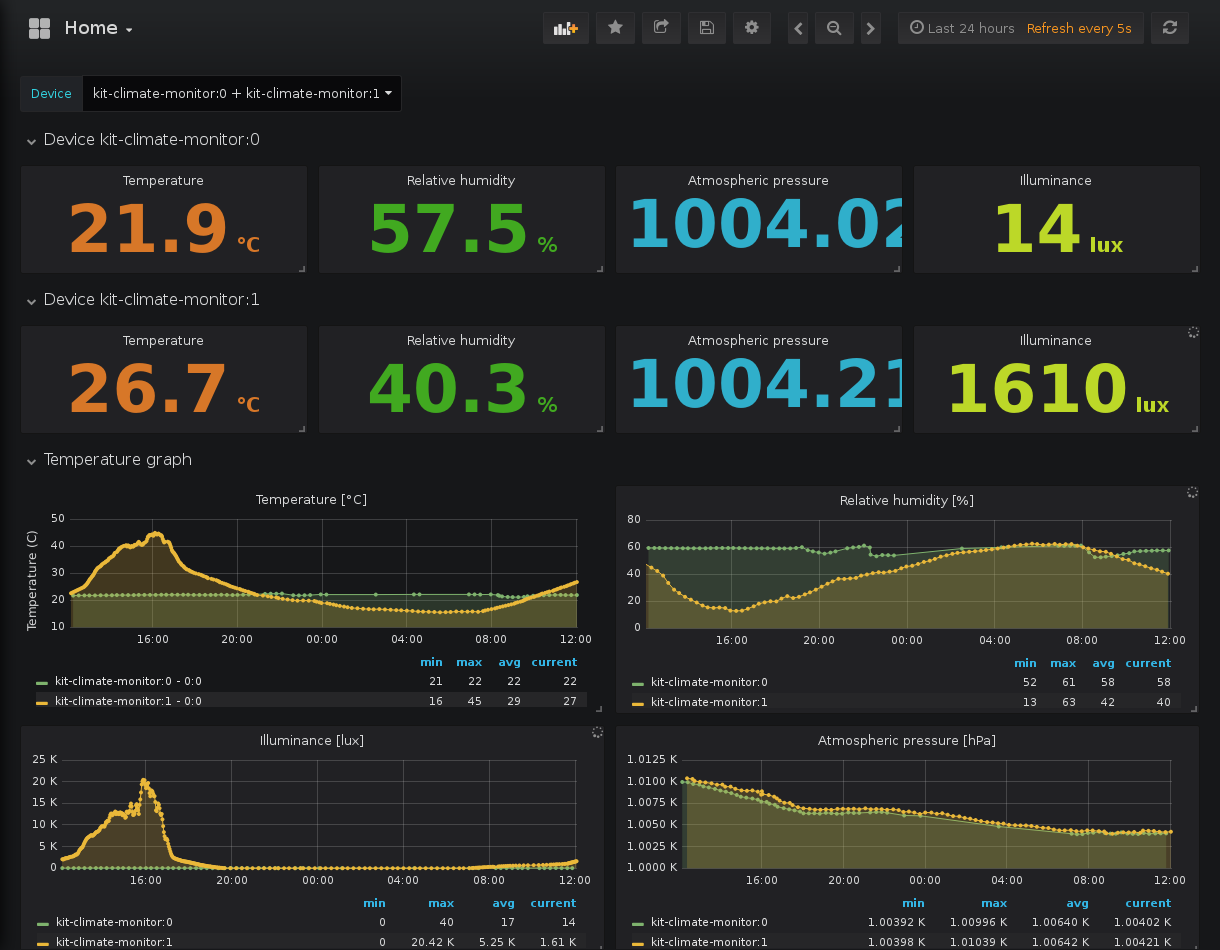 Home
Last 24 hours Refresh every 5s
Device kit-climate-monitor:0 + kit-climate-monitor:1
Device kit-climate-monitor:0
Temperature Relative humidity Atmospheric pressure Illuminance
21.9 °C 57.5 % 1004.02 14 lux
Device kit-climate-monitor:1
Temperature Relative humidity Atmospheric pressure Illuminance
26.7 °C 40.3 % 1004.21 1610 lux
Temperature graph
Temperature [°C]
Temperature (C)
50
40
30
20
10
16:00 20:00 00:00 04:00 08:00 12:00
min max avg current
kit-climate-monitor:0 - 0:0 21 22 22 22
kit-climate-monitor:1 - 0:0 16 45 29 27
Relative humidity [%]
80
60
40
20
0
16:00 20:00 00:00 04:00 08:00 12:00
min max avg current
kit-climate-monitor:0 52 61 58 58
kit-climate-monitor:1 13 63 42 40
Illuminance [lux]
25 K
20 K
15 K
10 K
5 K
0
16:00 20:00 00:00 04:00 08:00 12:00
min max avg current
kit-climate-monitor:0 0 40 17 14
kit-climate-monitor:1 0 20.42 K 5.25 K 1.61 K
Atmospheric pressure [hPa]
1.0125 K
1.0100 K
1.0075 K
1.0050 K
1.0025 K
1.0000 K
16:00 20:00 00:00 04:00 08:00 12:00
min max avg current
kit-climate-monitor:0 1.00392 K 1.00996 K 1.00640 K 1.00402 K
kit-climate-monitor:1 1.00398 K 1.01039 K 1.00642 K 1.00421 K